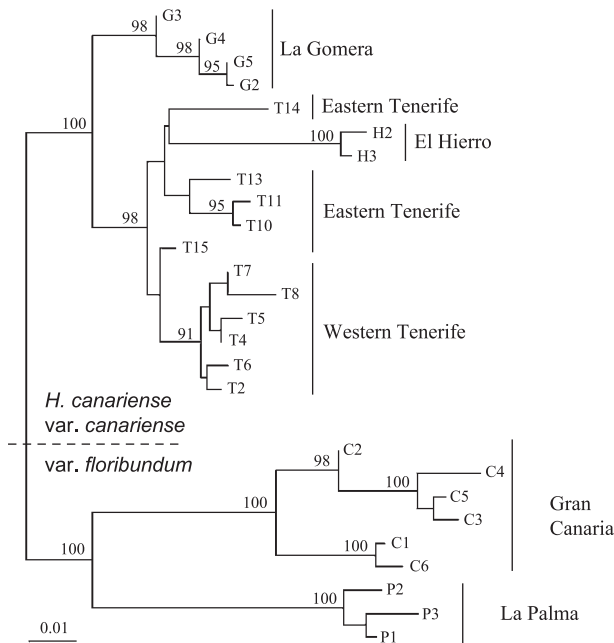 G3
98
G4
98
G5
95
G2
La Gomera
100
T14
Eastern Tenerife
100
H2
H3
El Hierro
T13
98
T11
95
T10
Eastern Tenerife
T15
T7
T8
T5
91
T4
T6
T2
Western Tenerife
H. canariense
var. canariense
var. floribundum
C2
98
C4
100
C5
C3
100
C1
100
C6
Gran
Canaria
100
P2
100
P3
P1
La Palma
0.01